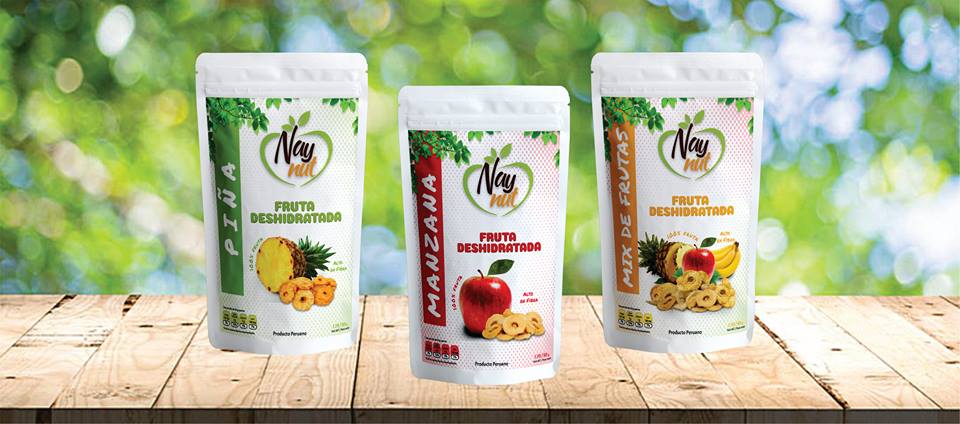 PIÑA
Nay
nut
FRUTA
DESHIDRATADA
100% FRUTA
ALTO
EN FIBRA
Producto Peruano
MANZANA
Nay
nut
FRUTA
DESHIDRATADA
100% FRUTA
ALTO
EN FIBRA
Producto Peruano
MIX DE FRUTAS
Nay
nut
FRUTA
DESHIDRATADA
100% FRUTA
ALTO
EN FIBRA
Producto Peruano